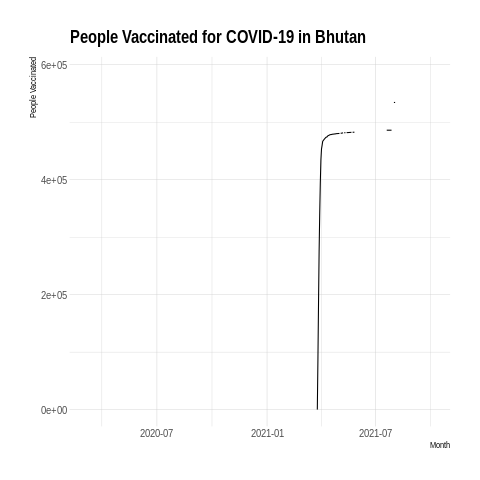 People Vaccinated for COVID-19 in Bhutan
People Vaccinated
6e+05
4e+05
2e+05
0e+00
2020-07 2021-01 2021-07
Month